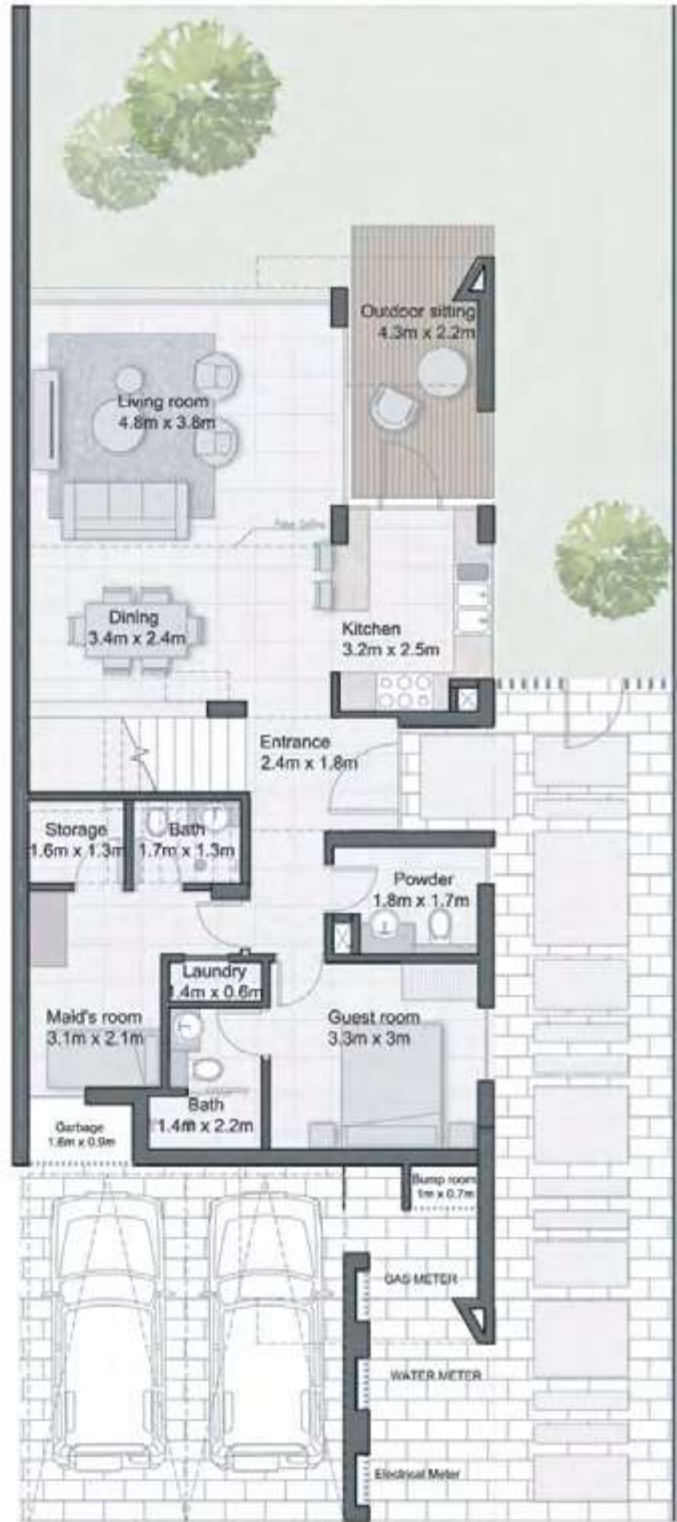 Outdoor sitting
4.3m x 2.2m
Living room
4.8m x 3.8m
Dining
3.4m x 2.4m
Kitchen
3.2m x 2.5m
Entrance
2.4m x 1.8m
Storage
1.6m x 1.3m
Bath
1.7m x 1.3m
Powder
1.8m x 1.7m
Laundry
1.4m x 0.6m
Maid's room
3.1m x 2.1m
Guest room
3.3m x 3m
Bath
1.4m x 2.2m
Garbage
1.6m x 0.9m
Bump room
1m x 0.7m
GAS METER
WATER METER
Electrical Meter